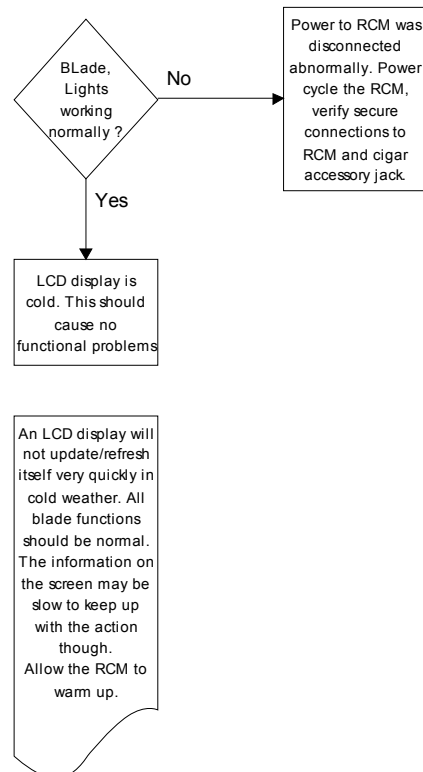 BLade,
Lights
working
normally ?
No
Power to RCM was
disconnected
abnormally. Power
cycle the RCM,
verify secure
connections to
RCM and cigar
accessory jack.
Yes
LCD display is
cold. This should
cause no
functional problems
An LCD display will
not update/refresh
itself very quickly in
cold weather. All
blade functions
should be normal.
The information on
the screen may be
slow to keep up
with the action
though.
Allow the RCM to
warm up.